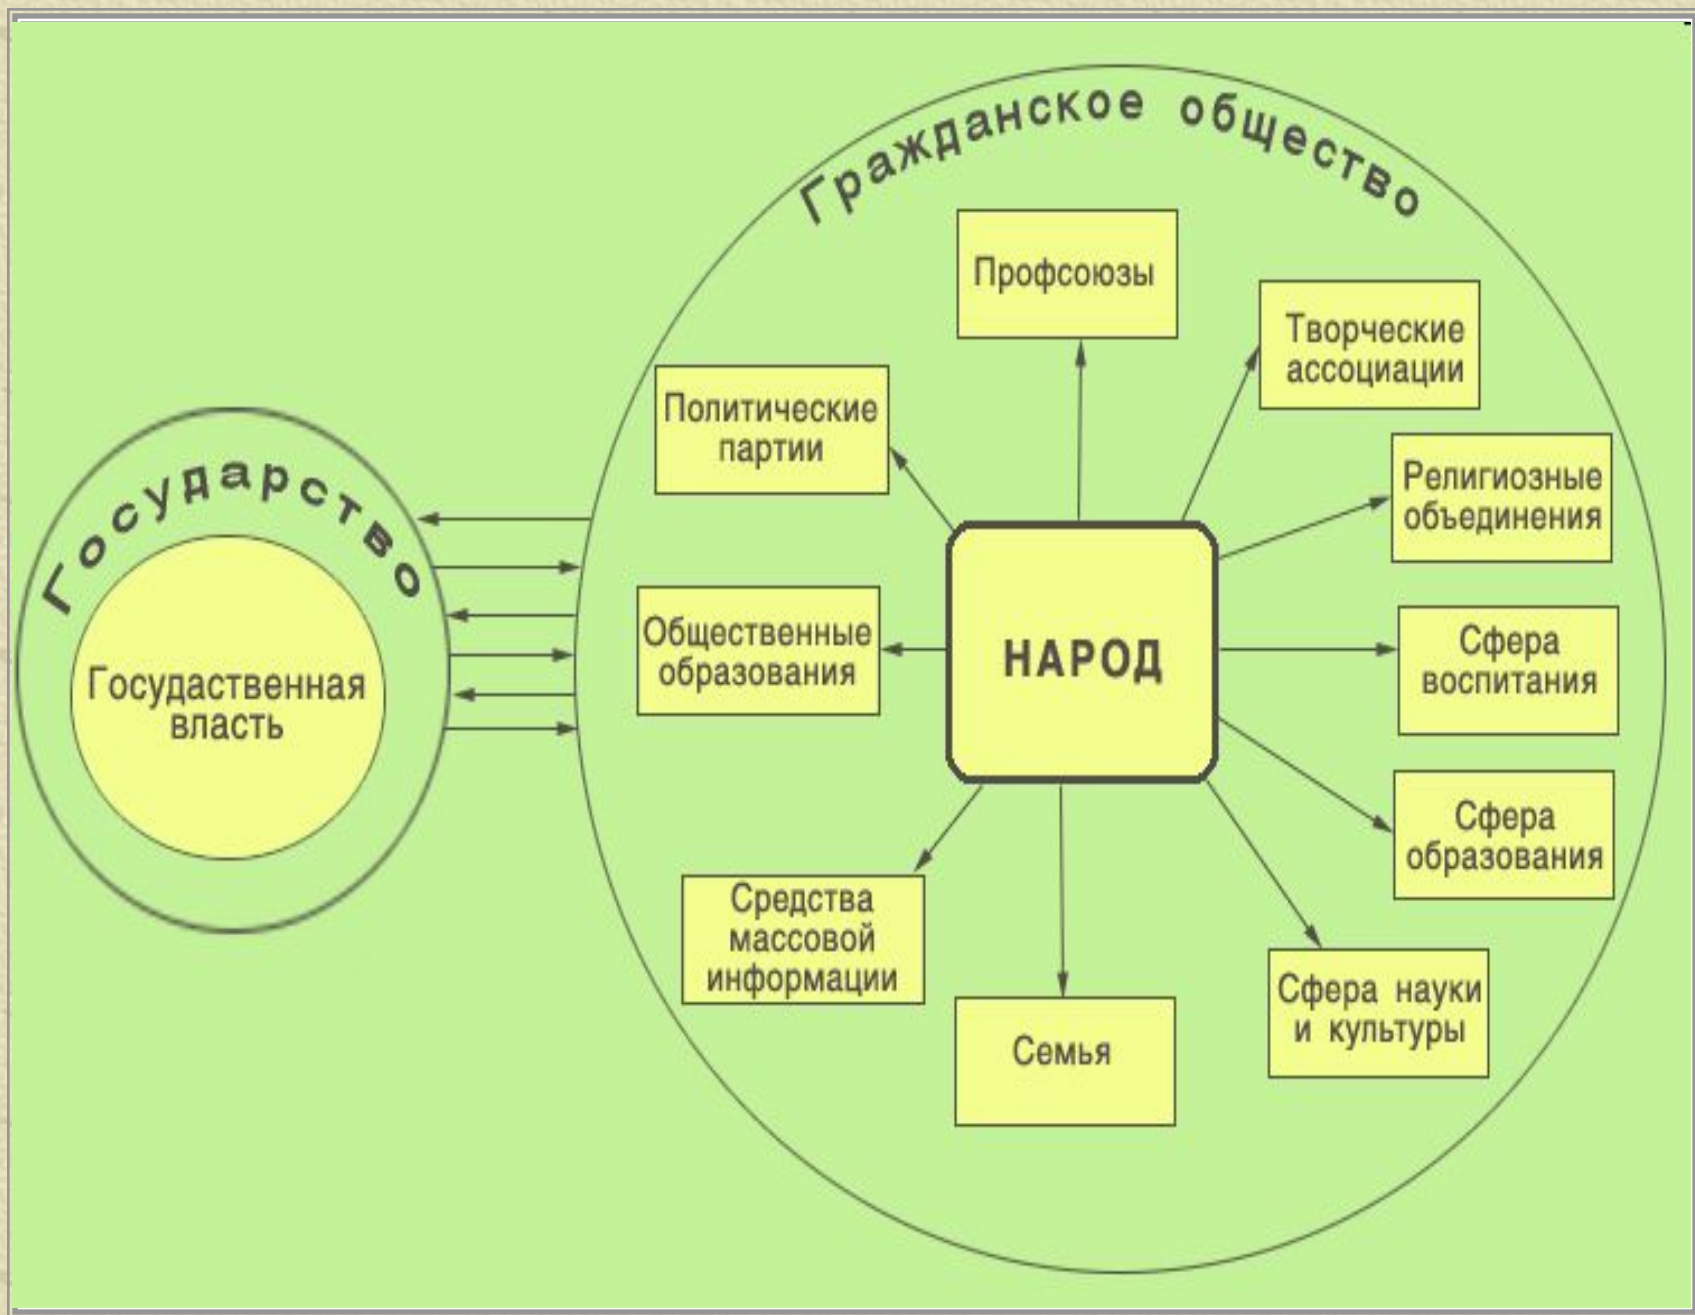 Гражданское общество
Профсоюзы
Творческие
ассоциации
Политические
партии
Религиозные
объединения
Государство
Государственная
власть
Общественные
образования
НАРОД
Сфера
воспитания
Сфера
образования
Средства
массовой
информации
Семья
Сфера науки
и культуры